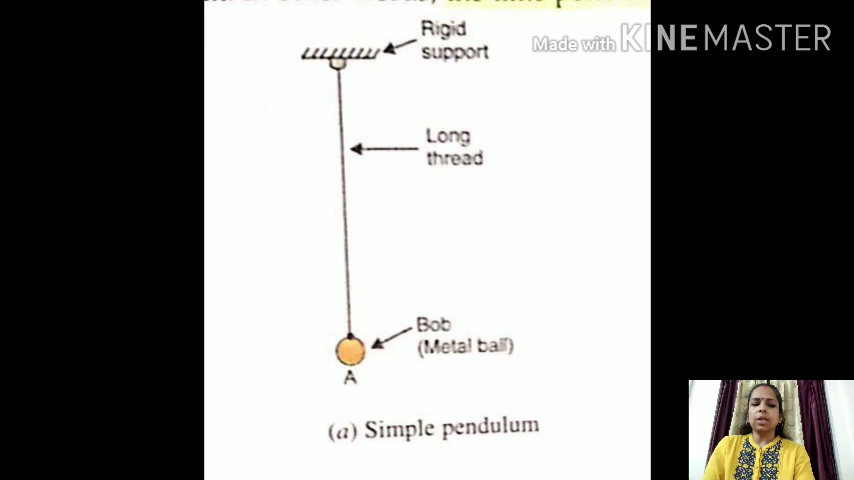 Made with KINEMASTER
Rigid
support
Long
thread
Bob
(Metal ball)
A
(a) Simple pendulum